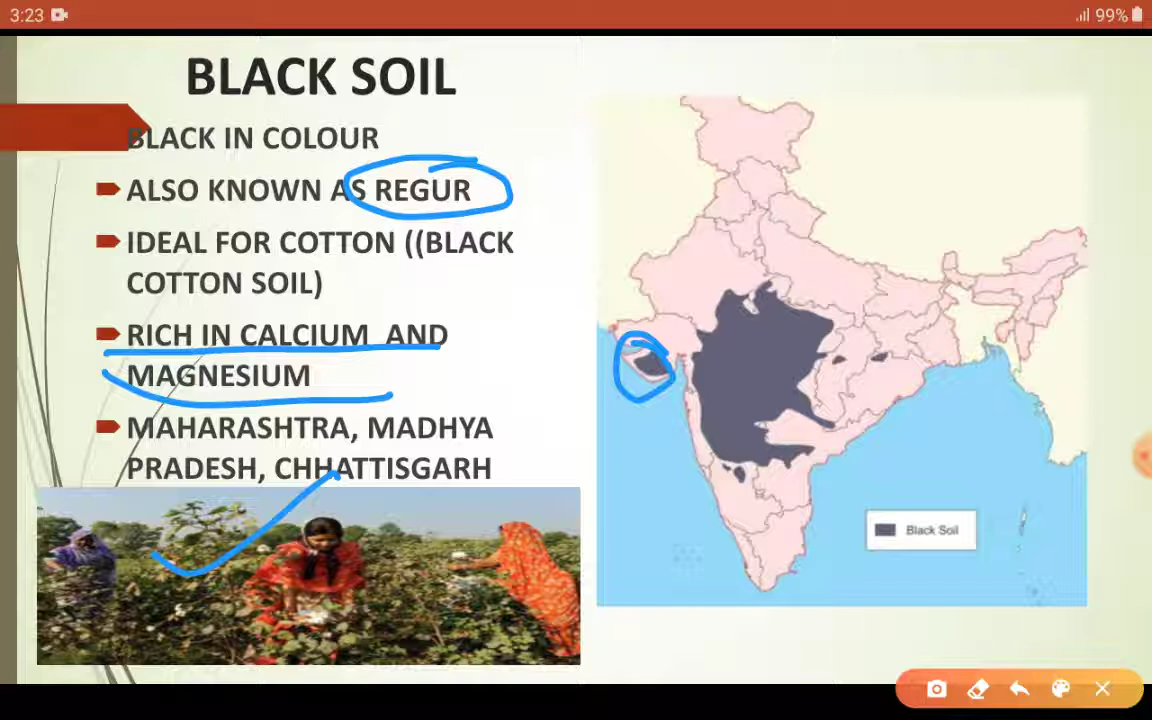 3:23
99%
BLACK SOIL
BLACK IN COLOUR
ALSO KNOWN AS REGUR
IDEAL FOR COTTON ((BLACK
COTTON SOIL)
RICH IN CALCIUM AND
MAGNESIUM
MAHARASHTRA, MADHYA
PRADESH, CHHATTISGARH
Black Soil